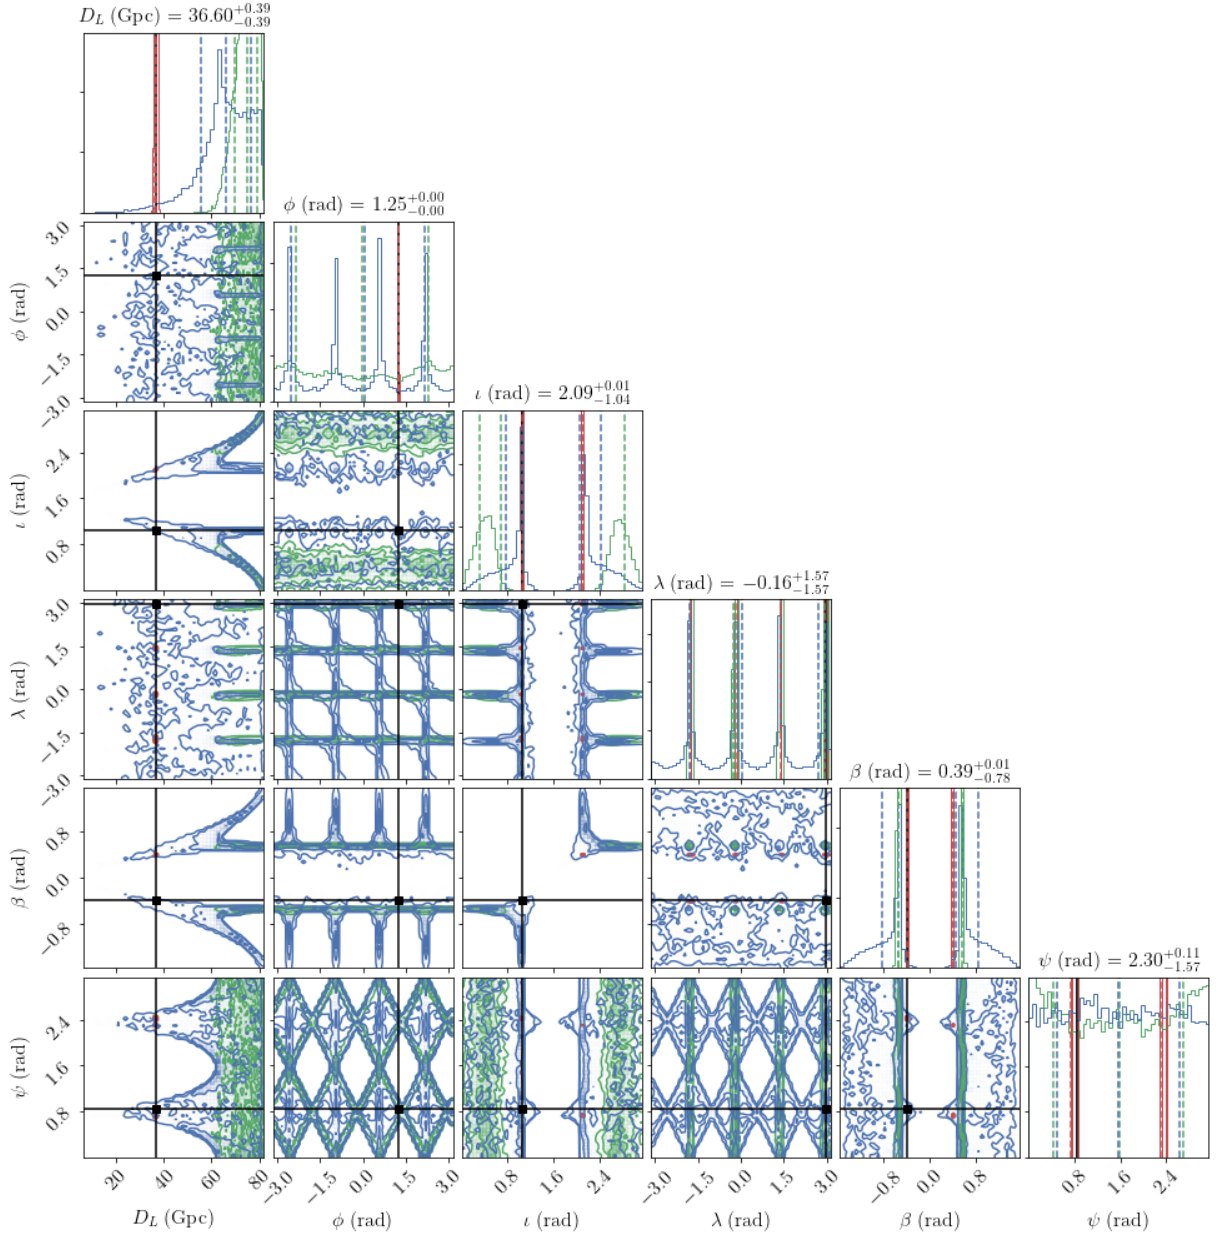 D_L (Gpc) = 36.60^{+0.39}_{-0.39}
ϕ (rad) = 1.25^{+0.00}_{-0.00}
3.0
1.5
0.0
−1.5
−3.0
ϕ (rad)
ι (rad) = 2.09^{+0.01}_{-1.04}
2.4
1.6
0.8
ι (rad)
λ (rad) = −0.16^{+1.57}_{-1.57}
3.0
1.5
0.0
−1.5
−3.0
λ (rad)
β (rad) = 0.39^{+0.01}_{-0.78}
0.8
0.0
−0.8
β (rad)
ψ (rad) = 2.30^{+0.11}_{-1.57}
2.4
1.6
0.8
ψ (rad)
20 40 60 80 −3.0 −1.5 0.0 1.5 3.0 0.8 1.6 2.4 −3.0 −1.5 0.0 1.5 3.0 −0.8 0.0 0.8 0.8 1.6 2.4
D_L (Gpc) ϕ (rad) ι (rad) λ (rad) β (rad) ψ (rad)